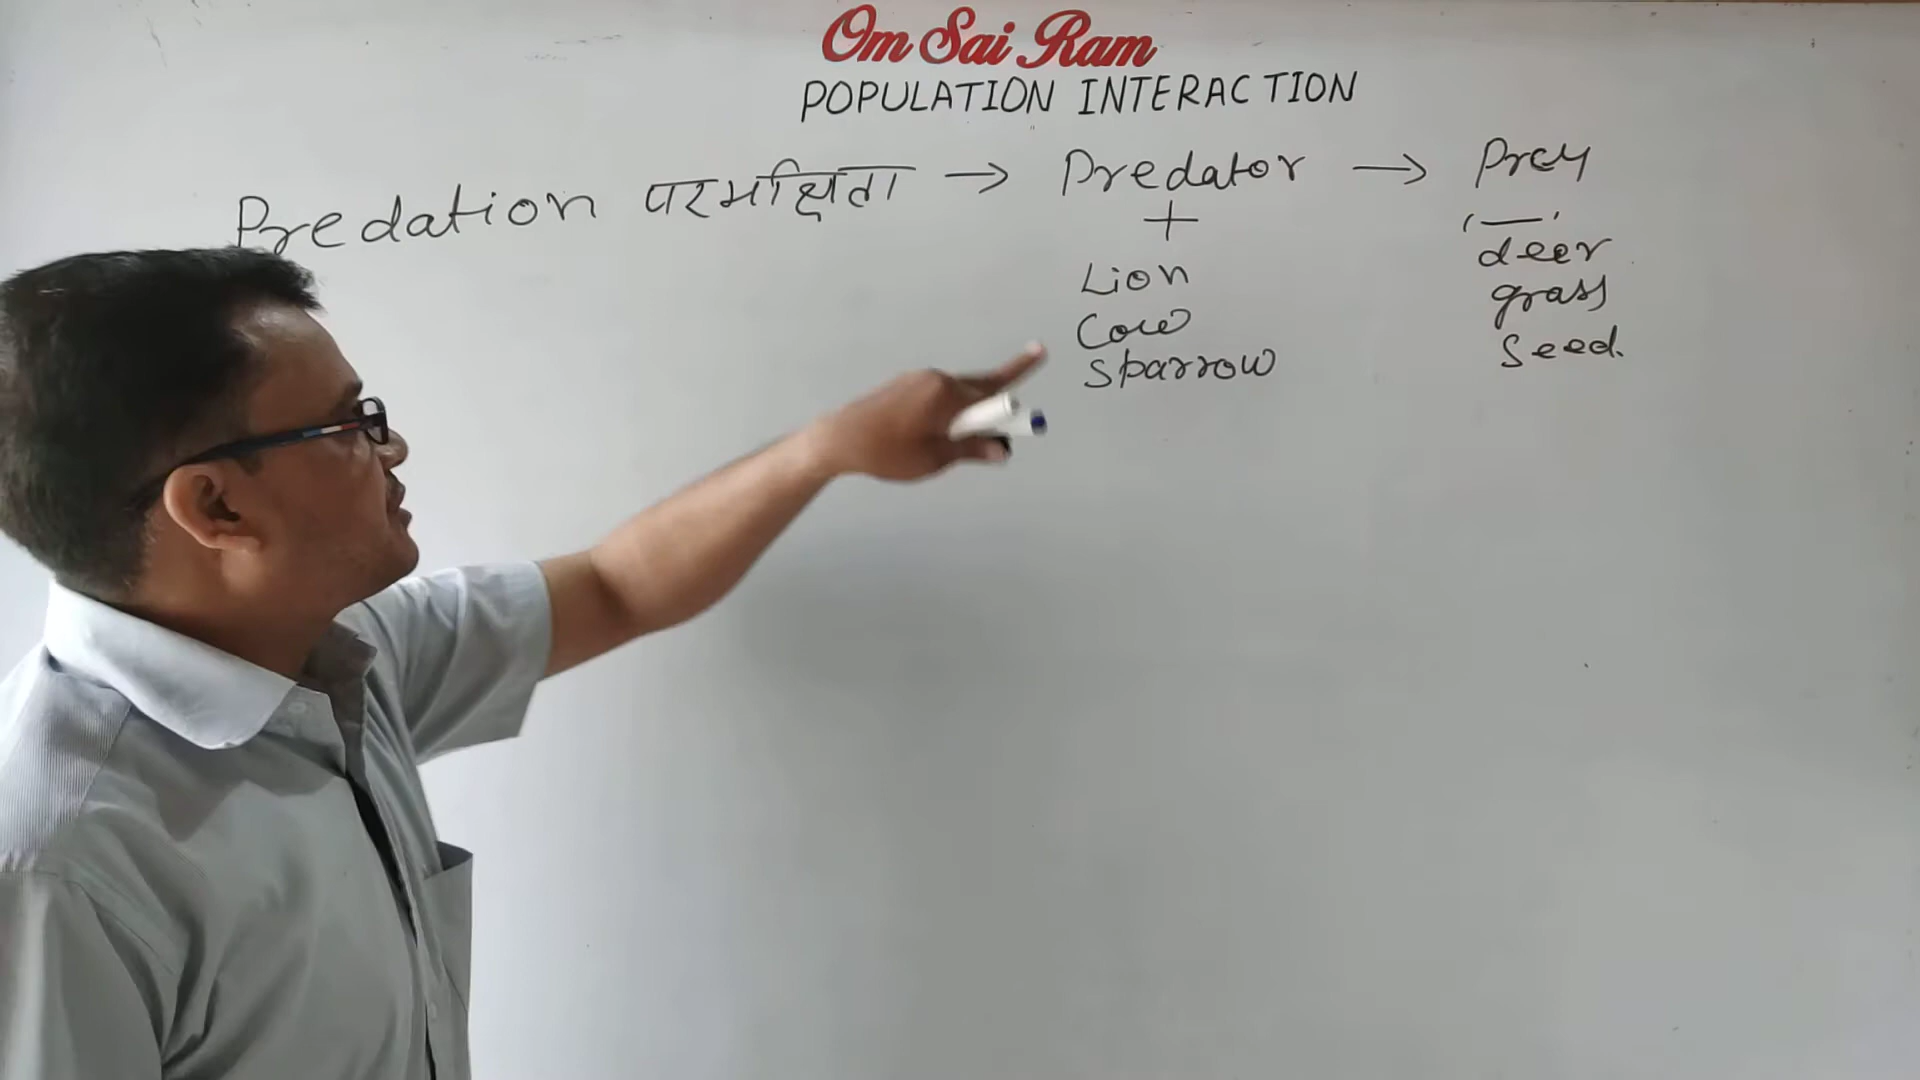 Om Sai Ram
POPULATION INTERACTION
Predation परभक्षिता → Predator → Prey
+ '—'
Lion deer
Cow grass
Sparrow Seed.